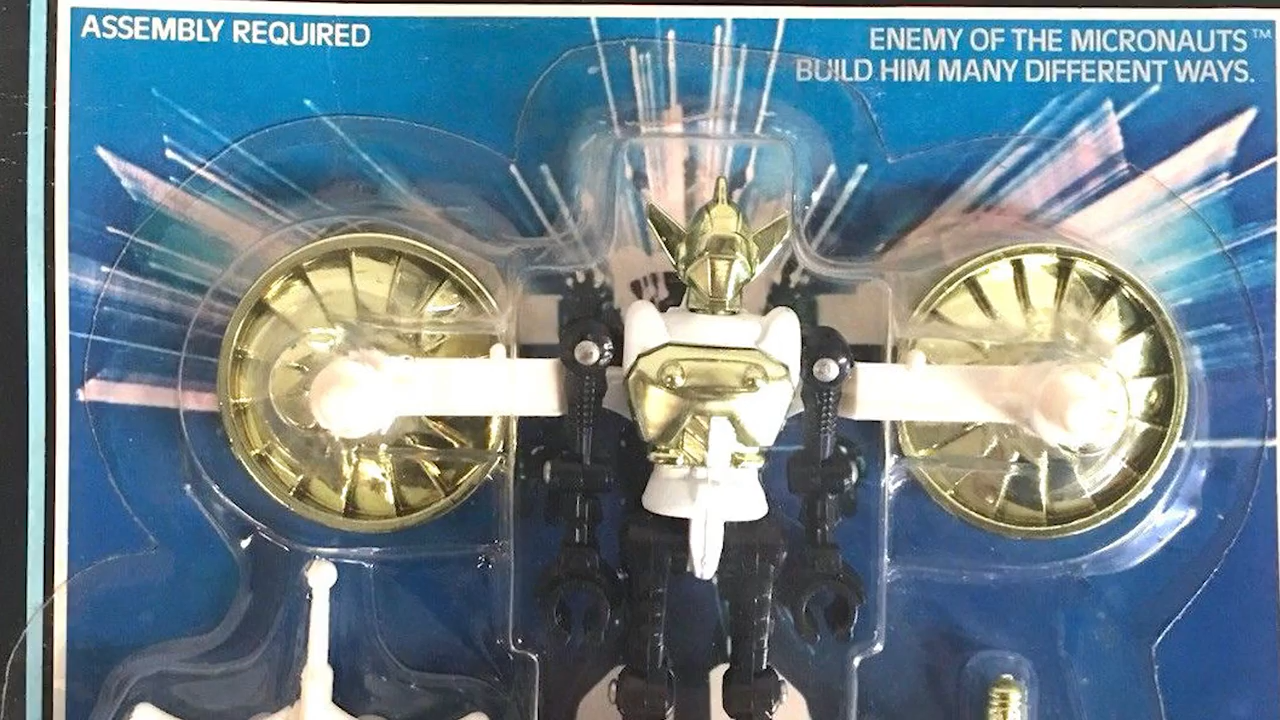 ASSEMBLY REQUIRED
ENEMY OF THE MICRONAUTS™
BUILD HIM MANY DIFFERENT WAYS.